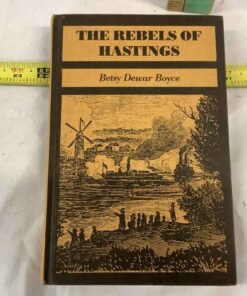 THE REBELS OF
HASTINGS
Betsy Dewar Boyce